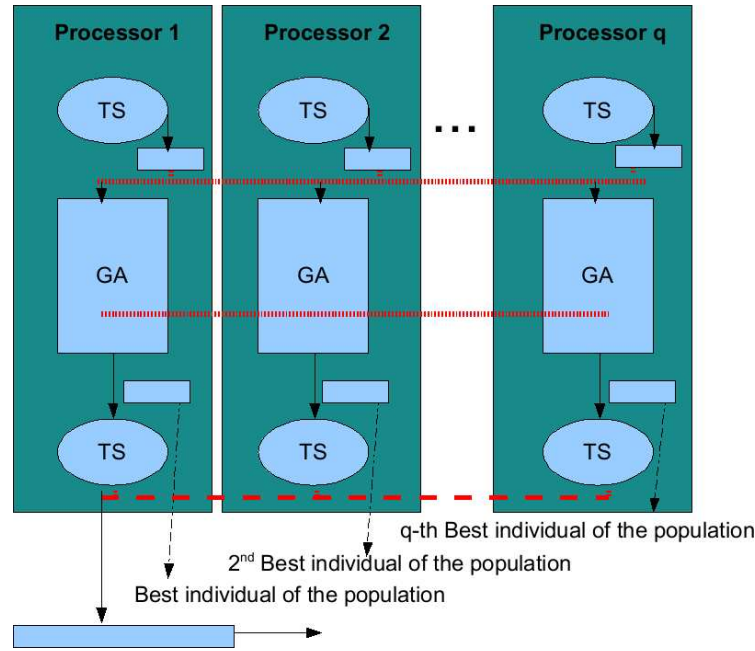 Processor 1
Processor 2
Processor q
TS
TS
TS
...
GA
GA
GA
TS
TS
TS
q-th Best individual of the population
2nd Best individual of the population
Best individual of the population